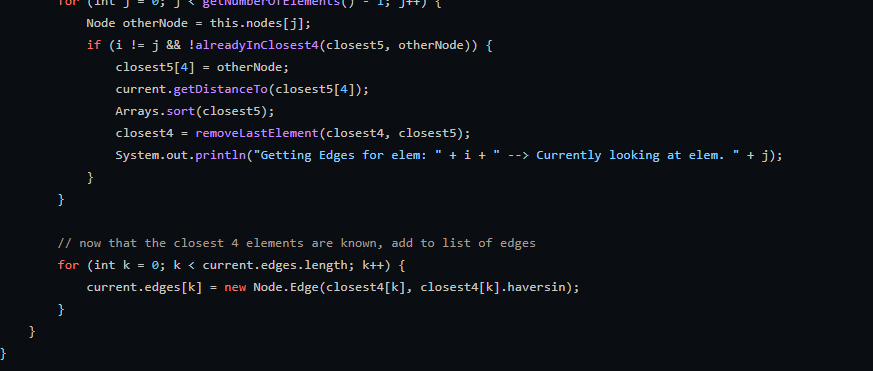 for (int j = 0; j < getNumberOfElements() - 1; j++) {
Node otherNode = this.nodes[j];
if (i != j && !alreadyInClosest4(closest5, otherNode)) {
closest5[4] = otherNode;
current.getDistanceTo(closest5[4]);
Arrays.sort(closest5);
closest4 = removeLastElement(closest4, closest5);
System.out.println("Getting Edges for elem: " + i + " --> Currently looking at elem. " + j);
}
}
// now that the closest 4 elements are known, add to list of edges
for (int k = 0; k < current.edges.length; k++) {
current.edges[k] = new Node.Edge(closest4[k], closest4[k].haversin);
}
}
}